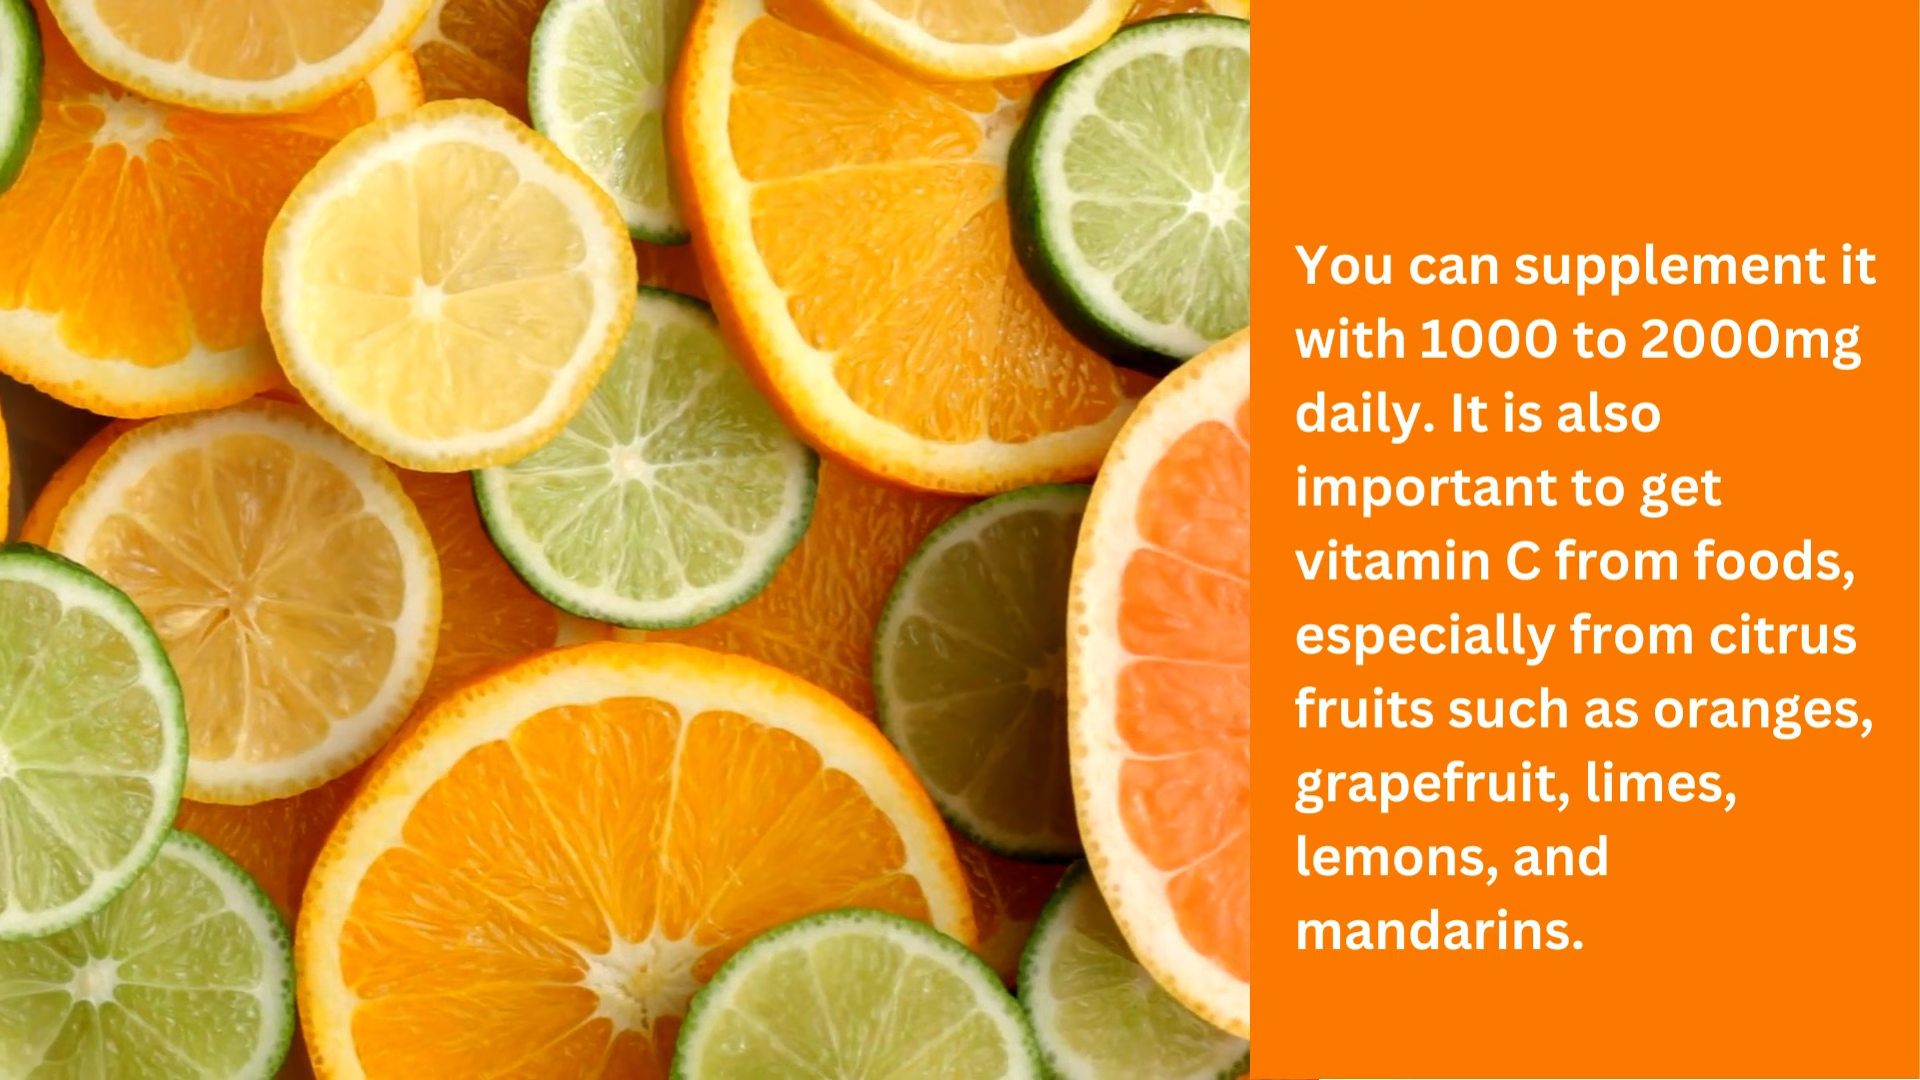 You can supplement it
with 1000 to 2000mg
daily. It is also
important to get
vitamin C from foods,
especially from citrus
fruits such as oranges,
grapefruit, limes,
lemons, and
mandarins.